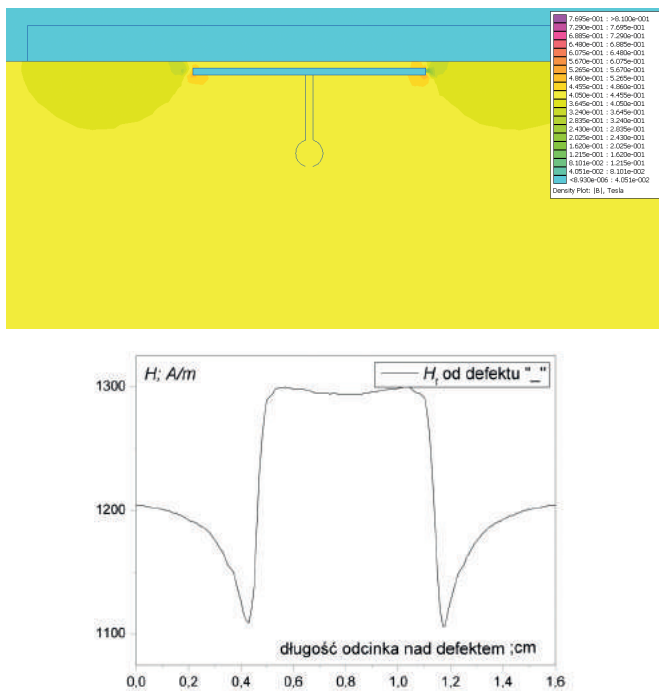 7.695e-001 : >8.100e-001
7.290e-001 : 7.695e-001
6.885e-001 : 7.290e-001
6.480e-001 : 6.885e-001
6.075e-001 : 6.480e-001
5.670e-001 : 6.075e-001
5.265e-001 : 5.670e-001
4.860e-001 : 5.265e-001
4.455e-001 : 4.860e-001
4.050e-001 : 4.455e-001
3.645e-001 : 4.050e-001
3.240e-001 : 3.645e-001
2.835e-001 : 3.240e-001
2.430e-001 : 2.835e-001
2.025e-001 : 2.430e-001
1.620e-001 : 2.025e-001
1.215e-001 : 1.620e-001
8.101e-002 : 1.215e-001
4.051e-002 : 8.101e-002
<8.930e-006 : 4.051e-002
Density Plot: |B|, Tesla
H; A/m
Hₜ od defektu "_"
1300
1200
1100
długość odcinka nad defektem ;cm
0,0 0,2 0,4 0,6 0,8 1,0 1,2 1,4 1,6